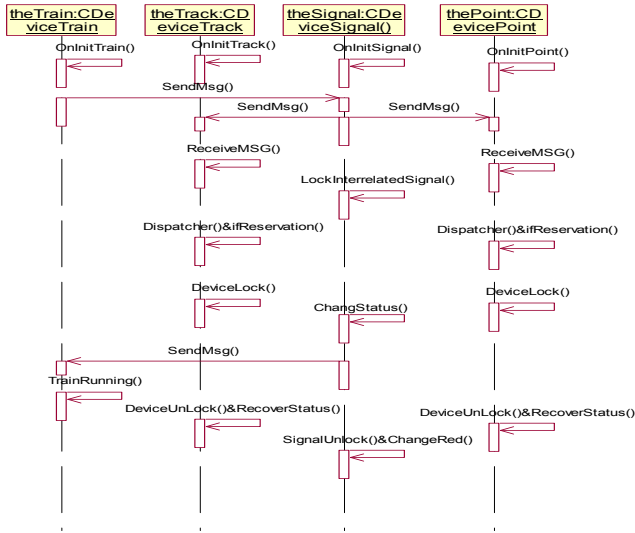 theTrain:CDe
viceTrain
theTrack:CD
eviceTrack
theSignal:CDe
viceSignal()
thePoint:CD
evicePoint
OnInitTrain()
OnInitTrack()
OnInitSignal()
OnInitPoint()
SendMsg()
SendMsg()
SendMsg()
ReceiveMSG()
ReceiveMSG()
LockInterrelatedSignal()
Dispatcher()&ifReservation()
Dispatcher()&ifReservation()
DeviceLock()
DeviceLock()
ChangStatus()
SendMsg()
TrainRunning()
DeviceUnLock()&RecoverStatus()
DeviceUnLock()&RecoverStatus()
SignalUnlock()&ChangeRed()